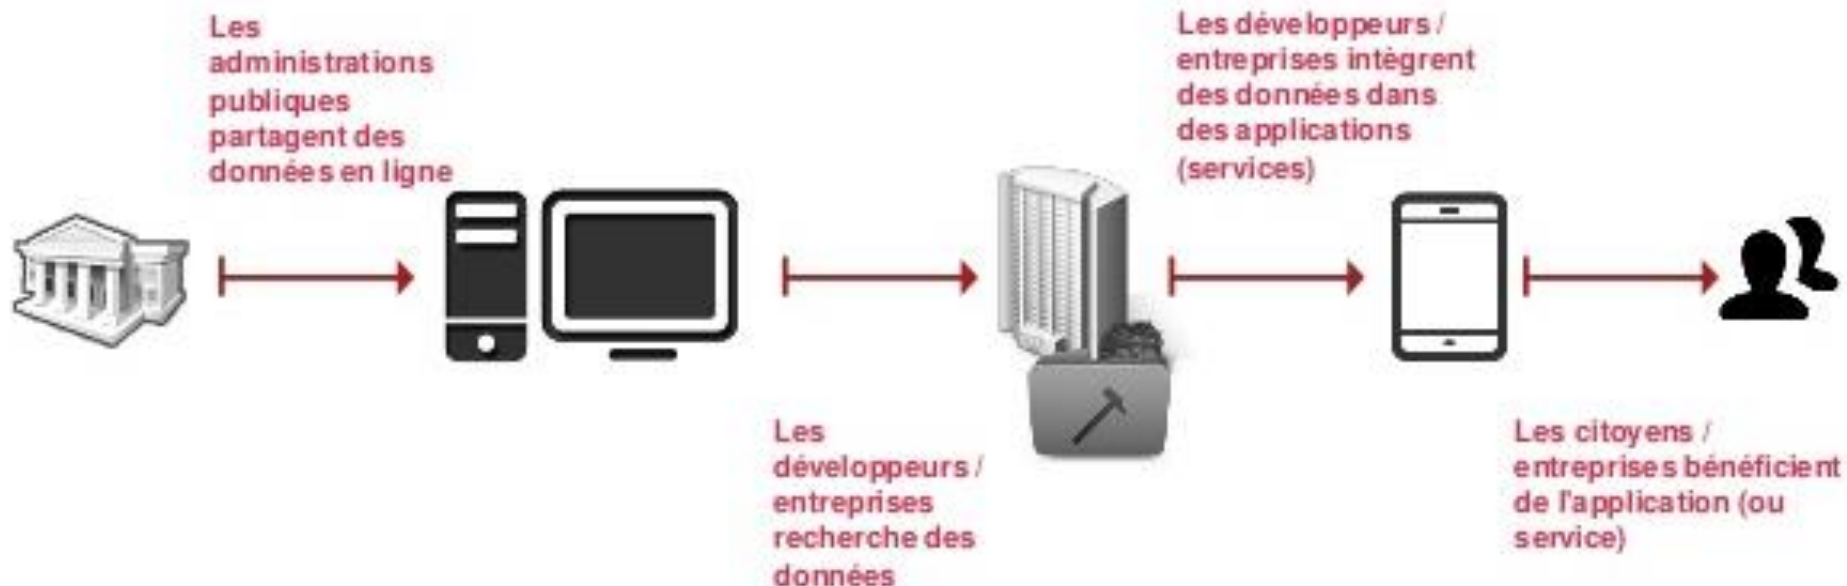 Les
administrations
publiques
partagent des
données en ligne
Les
développeurs /
entreprises
recherche des
données
Les développeurs /
entreprises intègrent
des données dans
des applications
(services)
Les citoyens /
entreprises bénéficient
de l'application (ou
service)